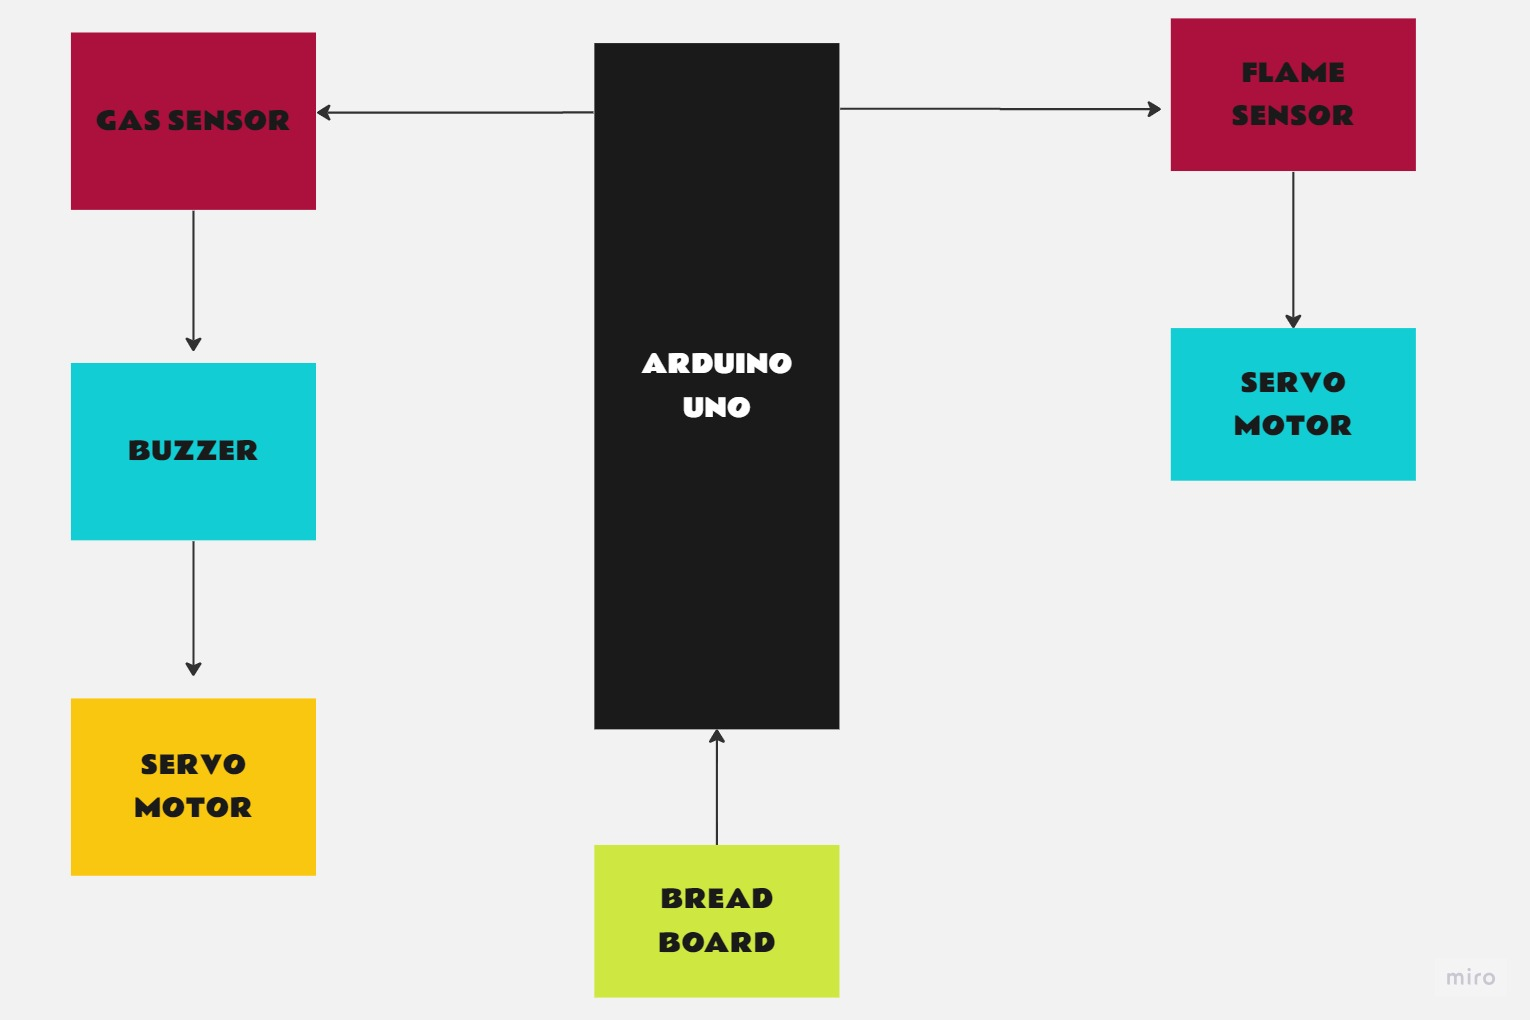 GAS SENSOR
FLAME
SENSOR
ARDUINO
UNO
BUZZER
SERVO
MOTOR
SERVO
MOTOR
BREAD
BOARD
miro